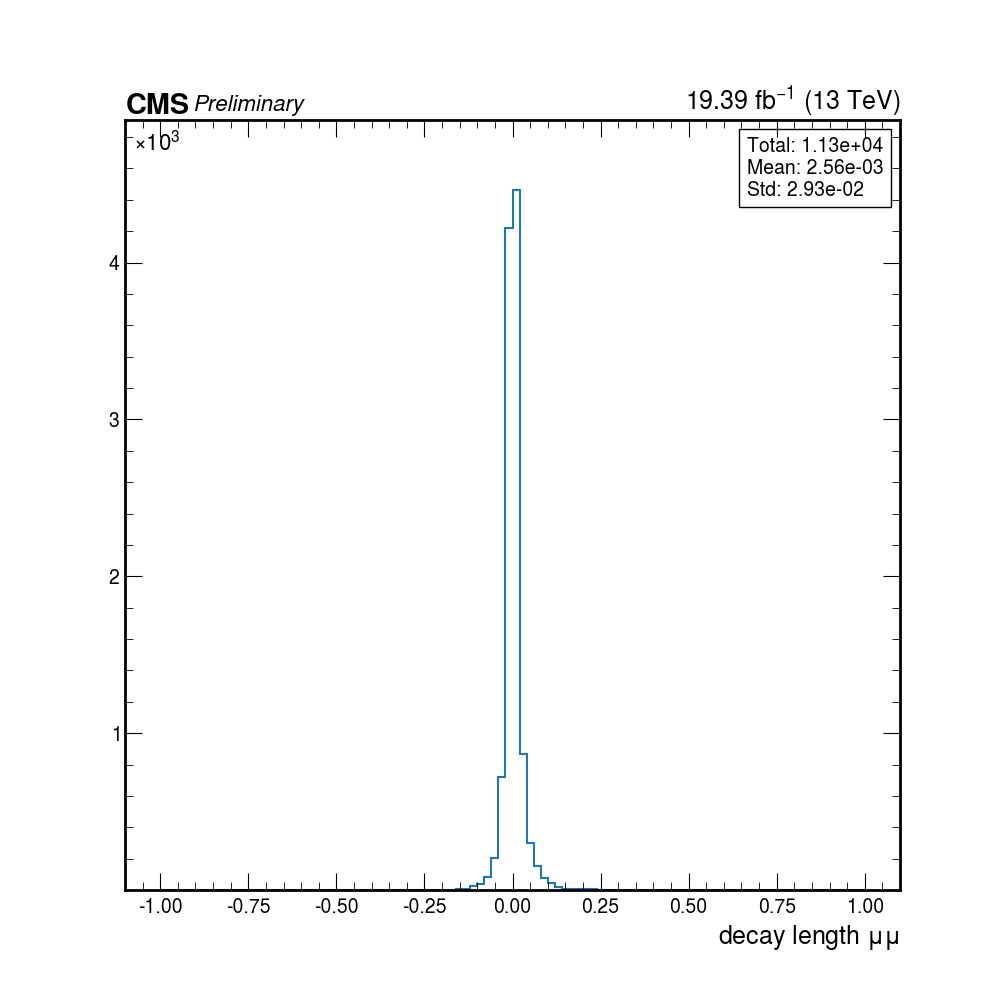 CMS Preliminary
19.39 fb⁻¹ (13 TeV)
×10³
Total: 1.13e+04
Mean: 2.56e-03
Std: 2.93e-02
4
3
2
1
-1.00 -0.75 -0.50 -0.25 0.00 0.25 0.50 0.75 1.00
decay length μμ